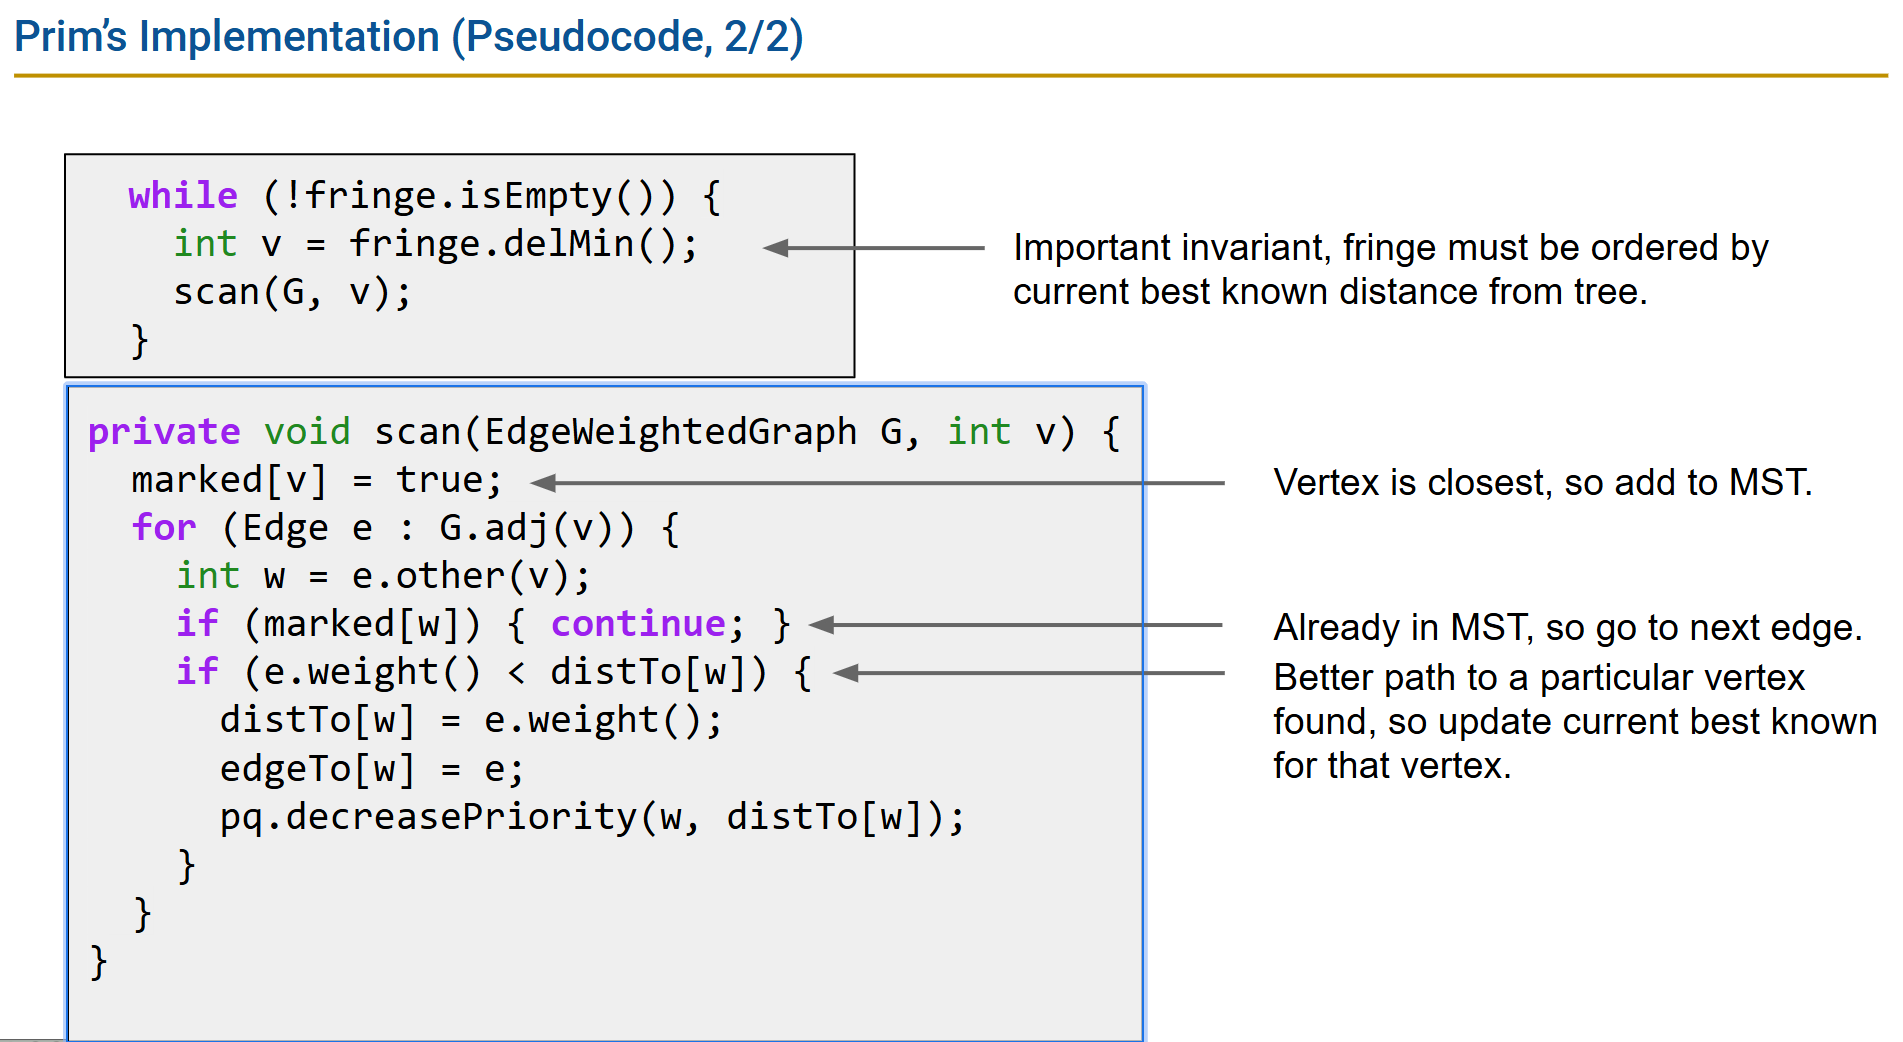 Prim’s Implementation (Pseudocode, 2/2)
while (!fringe.isEmpty()) {
int v = fringe.delMin();
scan(G, v);
}
Important invariant, fringe must be ordered by
current best known distance from tree.
private void scan(EdgeWeightedGraph G, int v) {
marked[v] = true;
Vertex is closest, so add to MST.
for (Edge e : G.adj(v)) {
int w = e.other(v);
if (marked[w]) { continue; }
Already in MST, so go to next edge.
if (e.weight() < distTo[w]) {
Better path to a particular vertex
found, so update current best known
for that vertex.
distTo[w] = e.weight();
edgeTo[w] = e;
pq.decreasePriority(w, distTo[w]);
}
}
}